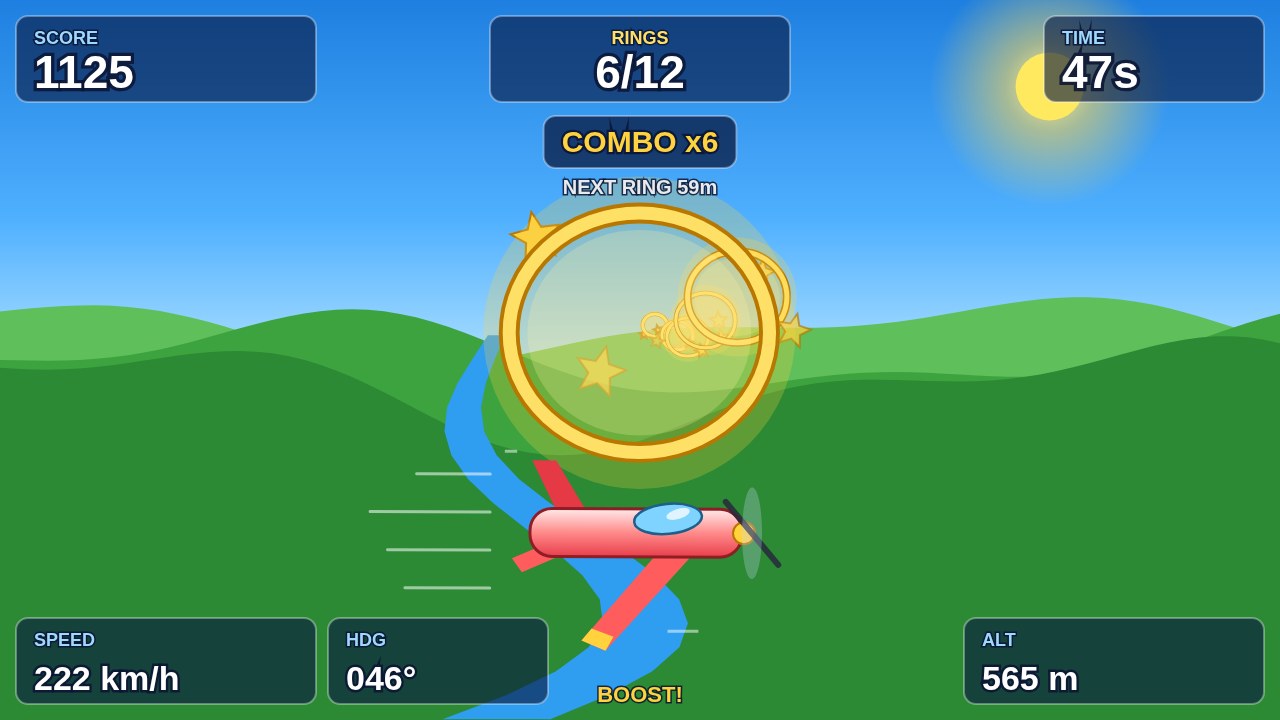 SCORE
1125
RINGS
6/12
TIME
47s
COMBO x6
NEXT RING 59m
SPEED
222 km/h
HDG
046°
BOOST!
ALT
565 m